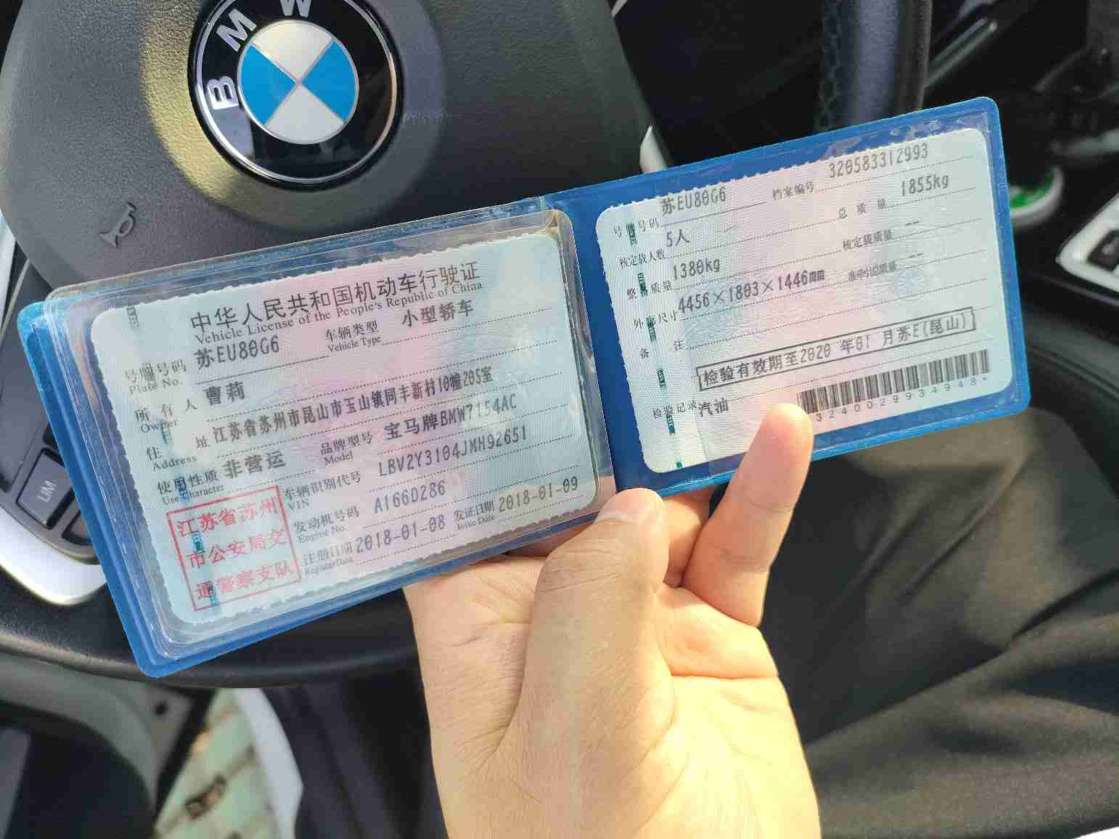 BMW
中华人民共和国机动车行驶证
Vehicle License of the People's Republic of China
号牌号码 苏EU80G6 车辆类型 小型轿车
Plate No. Vehicle Type
所有人 曹莉
Owner
住址 江苏省苏州市昆山市玉山镇同丰新村10幢205室
Address
使用性质 非营运 品牌型号 宝马牌BMW7154AC
Use Character Model
江苏省苏州
市公安局交
通警察支队
车辆识别代号 LBV2Y3104JMH92651
VIN
发动机号码 A166D286
Engine No.
注册日期 2018-01-08 发证日期 2018-01-09
Register Date Issue Date
号牌号码 苏EU80G6 档案编号 320583312993
核定载人数 5人 总质量 1855kg
整备质量 1380kg 核定载质量 --
外廓尺寸 4456×1803×1446mm 准牵引总质量 --
备注
检验有效期至2020年01月苏E(昆山)
检验记录 汽油
*3240029934948*
LIM